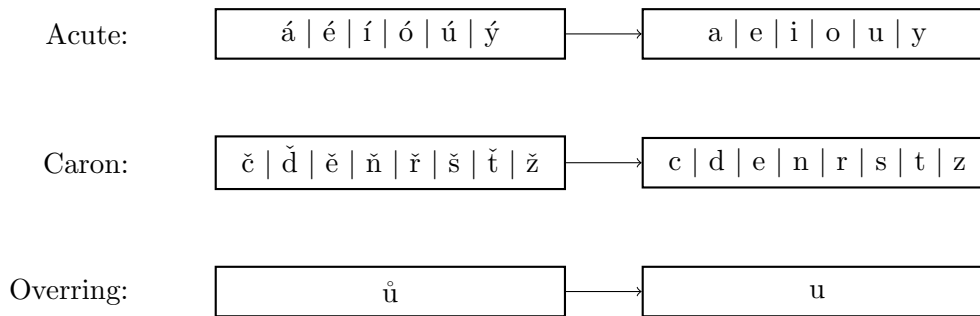 Acute: á | é | í | ó | ú | ý a | e | i | o | u | y
Caron: č | ď | ě | ň | ř | š | ť | ž c | d | e | n | r | s | t | z
Overring: ů u